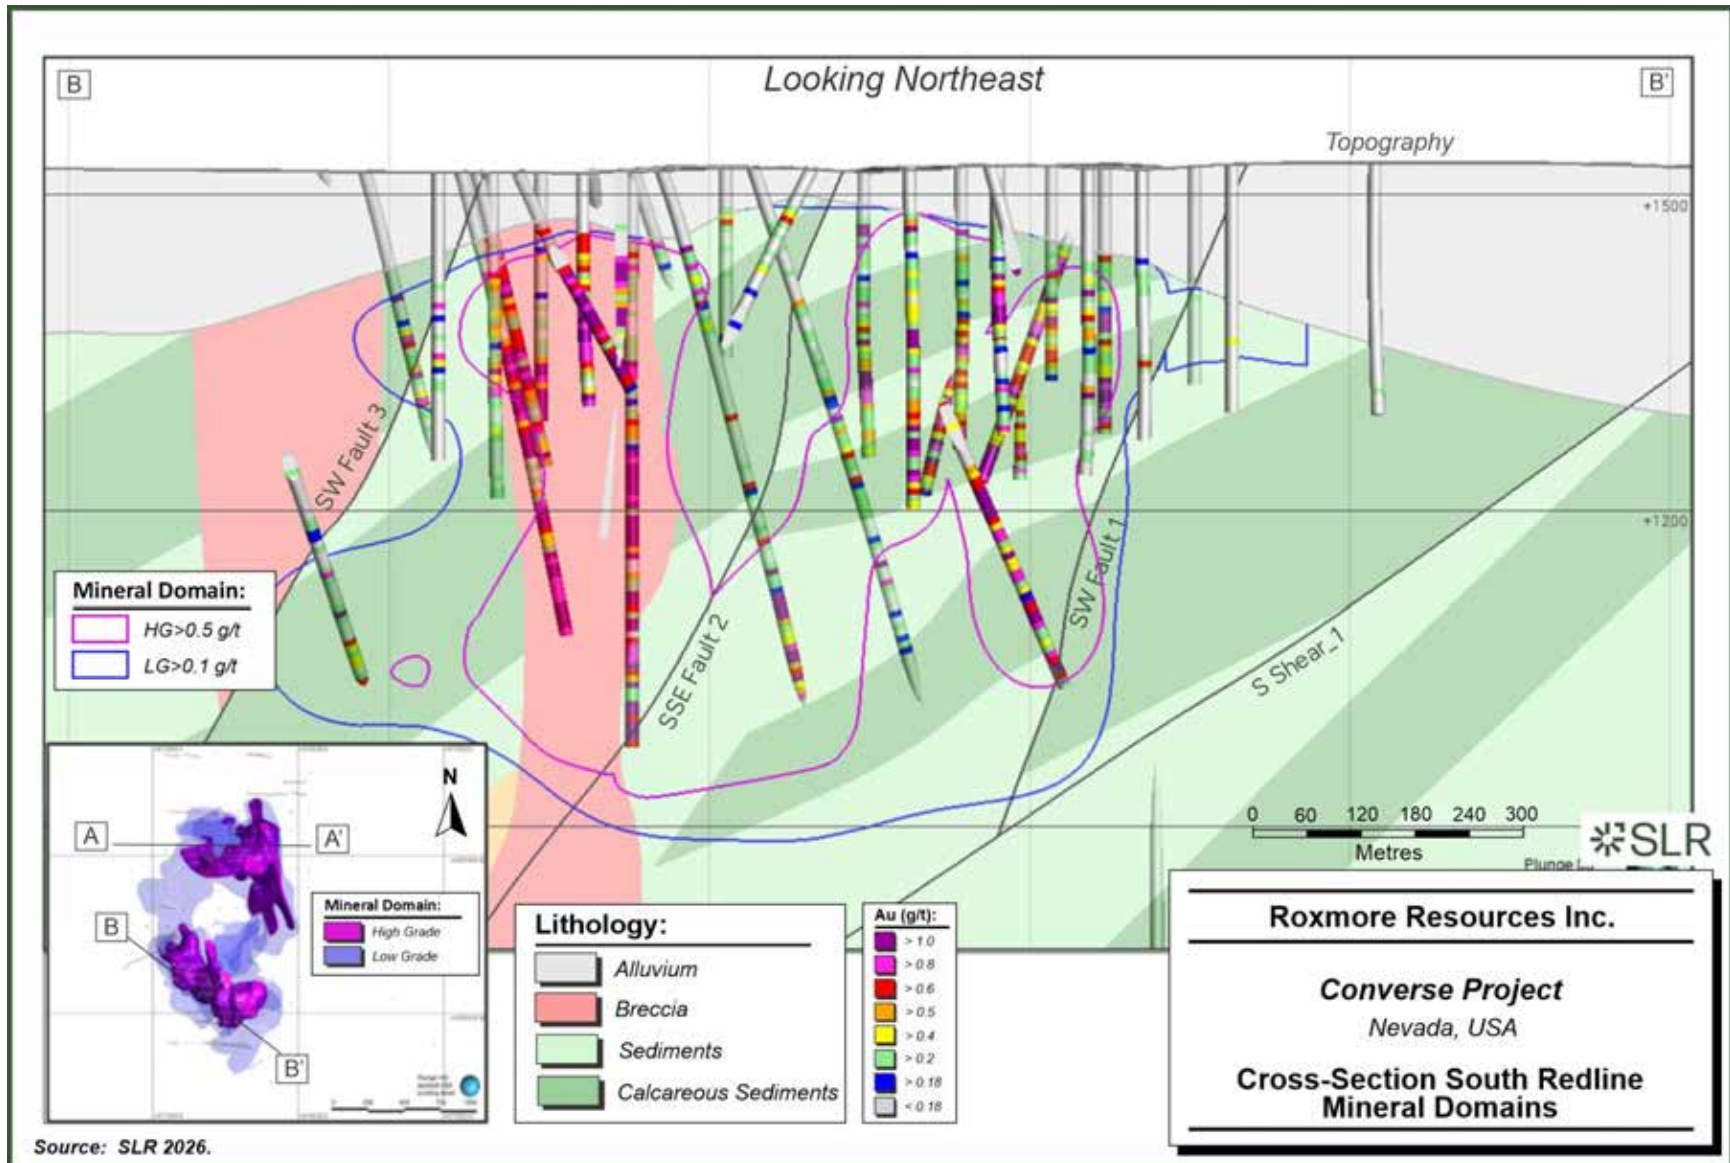 B
Looking Northeast
B'
Topography
+1500
SW Fault 3
+1200
SW Fault 1
SSE Fault 2
S Shear_1
Mineral Domain:
HG>0.5 g/t
LG>0.1 g/t
N
A
A'
B
B'
Mineral Domain:
High Grade
Low Grade
0 60 120 180 240 300
Metres
SLR
Plunge
Lithology:
Alluvium
Breccia
Sediments
Calcareous Sediments
Au (g/t):
> 1.0
> 0.8
> 0.6
> 0.5
> 0.4
> 0.2
> 0.18
< 0.18
Roxmore Resources Inc.
Converse Project
Nevada, USA
Cross-Section South Redline
Mineral Domains
Source: SLR 2026.